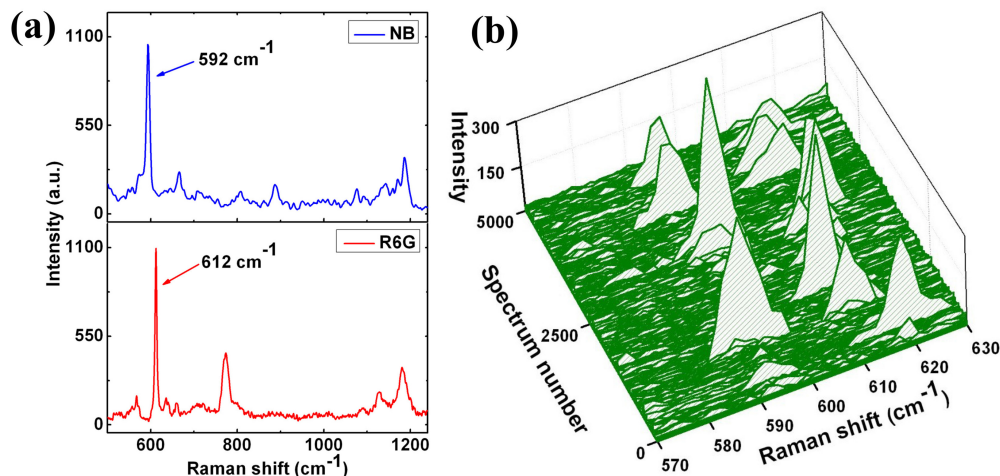 (a)
NB
592 cm⁻¹
1100
550
0
R6G
612 cm⁻¹
1100
550
0
Intensity (a.u.)
600
800
1000
1200
Raman shift (cm⁻¹)
(b)
Intensity
300
150
5000
2500
0
Spectrum number
570
580
590
600
610
620
630
Raman shift (cm⁻¹)